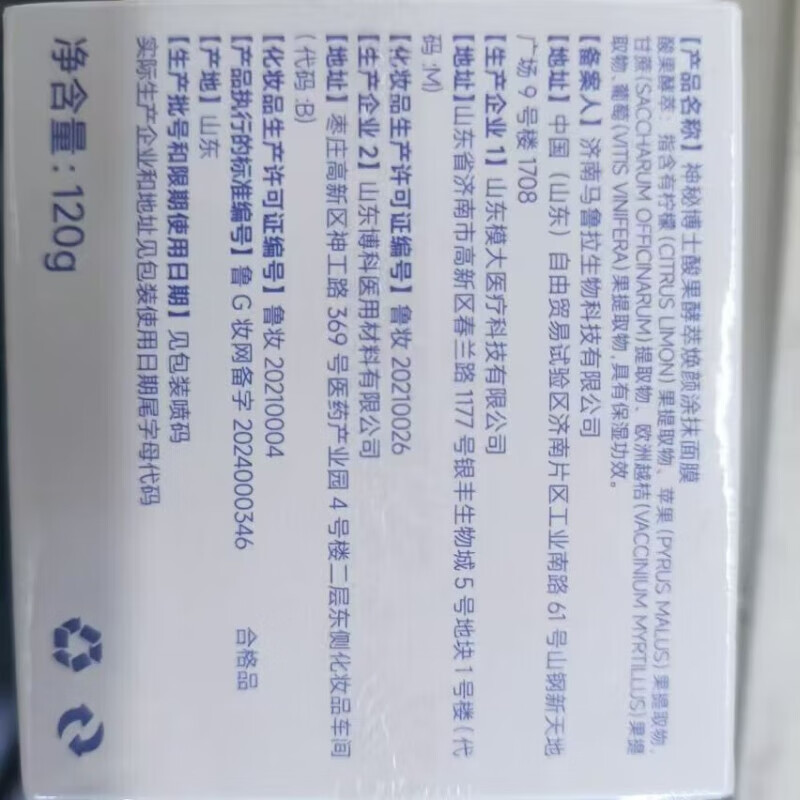 【产品名称】神秘博士酸果酵萃焕颜涂抹面膜
酸果酵萃：指含有柠檬(CITRUS LIMON)果提取物、苹果(PYRUS MALUS)果提取物、
甘蔗(SACCHARUM OFFICINARUM)提取物、欧洲越桔(VACCINIUM MYRTILLUS)果提
取物、葡萄(VITIS VINIFERA)果提取物,具有保湿功效。
【备案人】济南马鲁拉生物科技有限公司
【地址】中国（山东）自由贸易试验区济南片区工业南路 61 号山钢新天地
广场 9 号楼 1708
【生产企业 1】山东模大医疗科技有限公司
【地址】山东省济南市高新区春兰路 1177 号银丰生物城 5 号地块 1 号楼 (代
码:M)
【化妆品生产许可证编号】鲁妆 20210026
【生产企业 2】山东博科医用材料有限公司
【地址】枣庄高新区神工路 369 号医药产业园 4 号楼二层东侧化妆品车间
(代码:B)
【化妆品生产许可证编号】鲁妆 20210004
【产品执行的标准编号】鲁 G 妆网备字 2024000346 合格品
【产地】山东
【生产批号和限期使用日期】见包装喷码
实际生产企业和地址见包装使用日期尾字母代码
净含量：120g